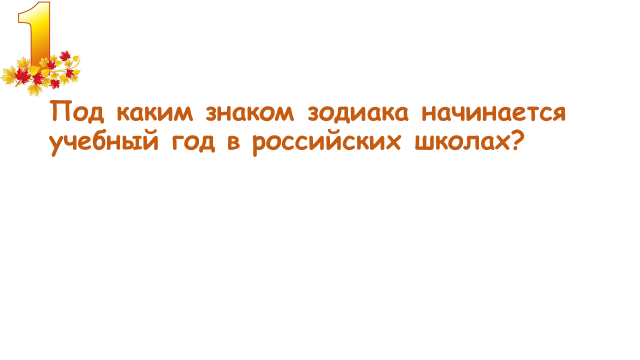 1
Под каким знаком зодиака начинается
учебный год в российских школах?